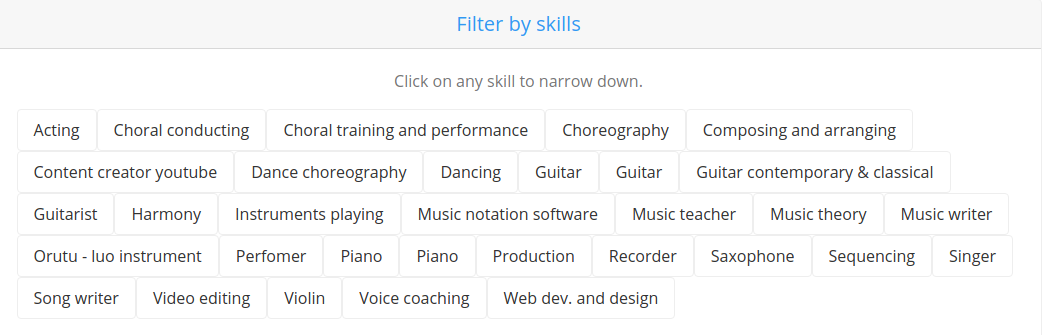 Filter by skills
Click on any skill to narrow down.
Acting Choral conducting Choral training and performance Choreography Composing and arranging
Content creator youtube Dance choreography Dancing Guitar Guitar Guitar contemporary & classical
Guitarist Harmony Instruments playing Music notation software Music teacher Music theory Music writer
Orutu - luo instrument Perfomer Piano Piano Production Recorder Saxophone Sequencing Singer
Song writer Video editing Violin Voice coaching Web dev. and design